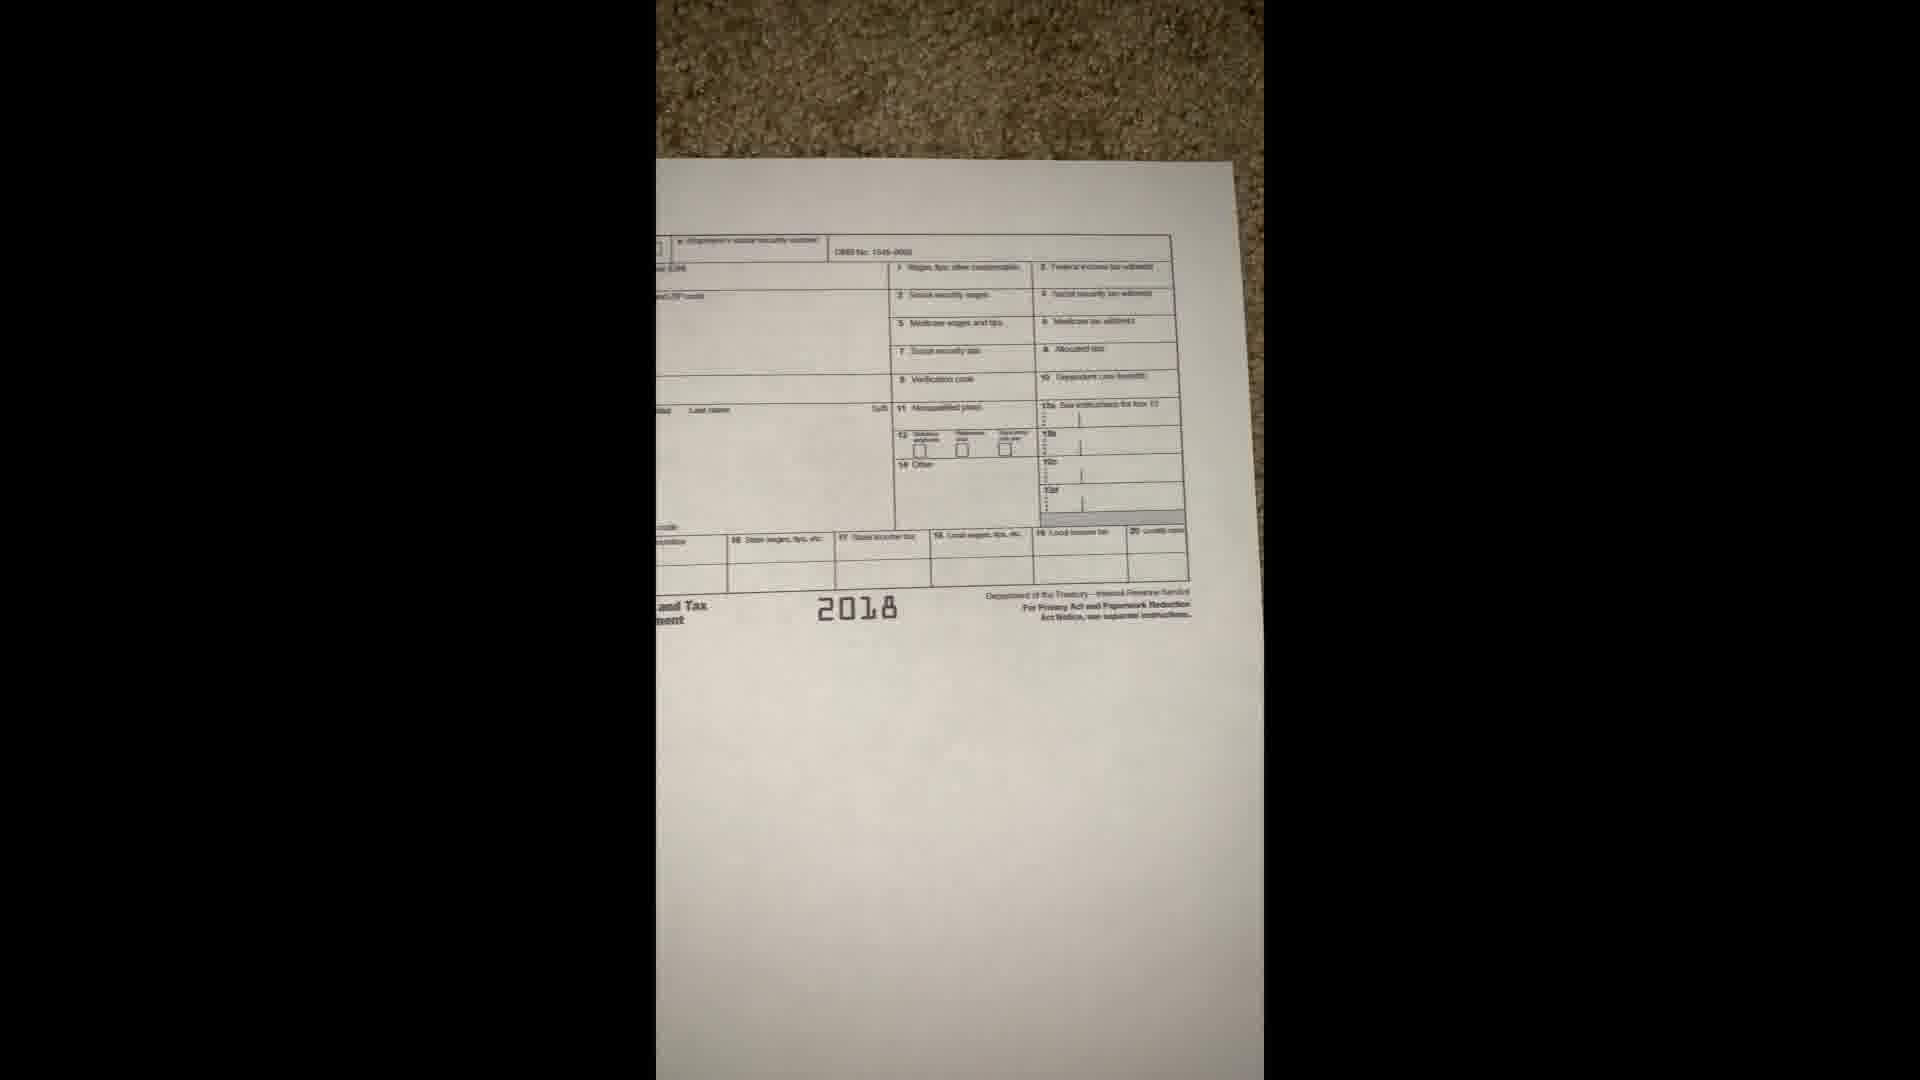 a Employee's social security number
OMB No. 1545-0008
1 Wages, tips, other compensation
2 Federal income tax withheld
and ZIP code
3 Social security wages
4 Social security tax withheld
5 Medicare wages and tips
6 Medicare tax withheld
7 Social security tips
8 Allocated tips
9 Verification code
10 Dependent care benefits
Last name
Suff.
11 Nonqualified plans
12a See instructions for box 12
13 Statutory employee
Retirement plan
Third-party sick pay
12b
14 Other
12c
12d
code
16 State wages, tips, etc.
17 State income tax
18 Local wages, tips, etc.
19 Local income tax
20 Locality name
and Tax
ment
2018
Department of the Treasury—Internal Revenue Service
For Privacy Act and Paperwork Reduction
Act Notice, see separate instructions.